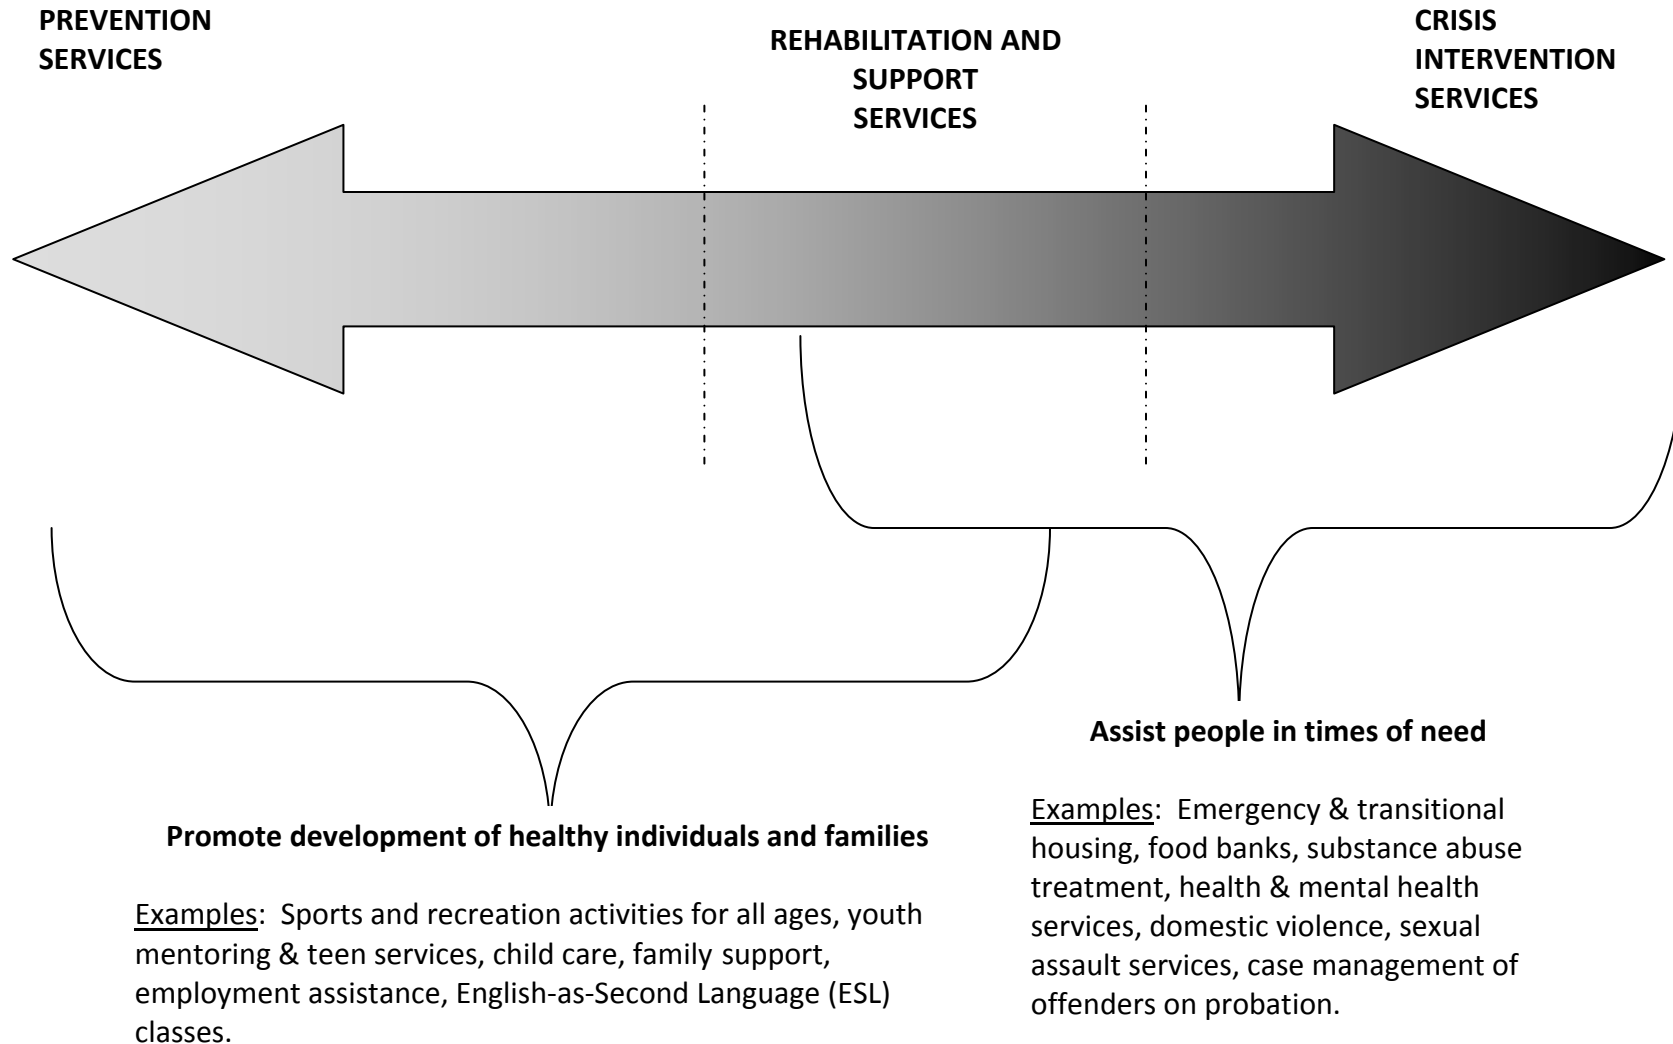 PREVENTION
SERVICES
REHABILITATION AND
SUPPORT
SERVICES
CRISIS
INTERVENTION
SERVICES
Promote development of healthy individuals and families
Examples:  Sports and recreation activities for all ages, youth
mentoring & teen services, child care, family support,
employment assistance, English-as-Second Language (ESL)
classes.
Assist people in times of need
Examples:  Emergency & transitional
housing, food banks, substance abuse
treatment, health & mental health
services, domestic violence, sexual
assault services, case management of
offenders on probation.